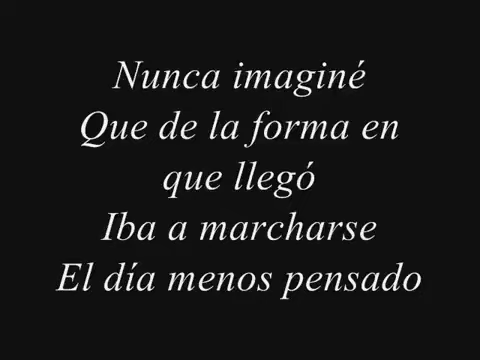 Nunca imaginé
Que de la forma en
que llegó
Iba a marcharse
El día menos pensado